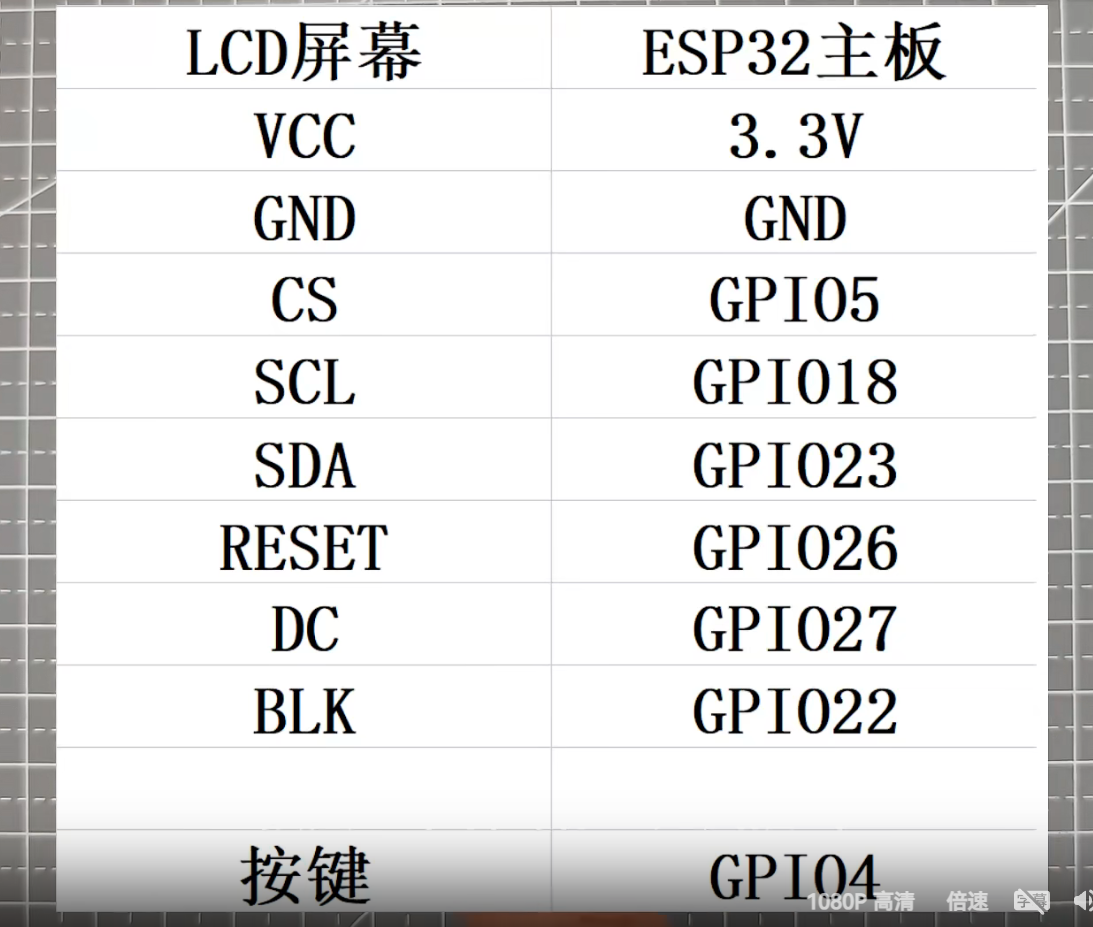 LCD屏幕 ESP32主板
VCC 3.3V
GND GND
CS GPIO5
SCL GPIO18
SDA GPIO23
RESET GPIO26
DC GPIO27
BLK GPIO22
按键 GPIO4
1080P 高清 倍速 字幕